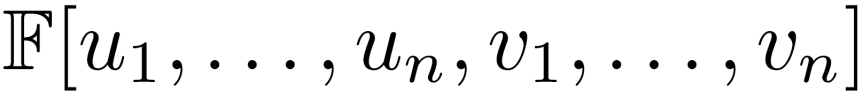 𝔽[u₁, . . . , uₙ, v₁, . . . , vₙ]